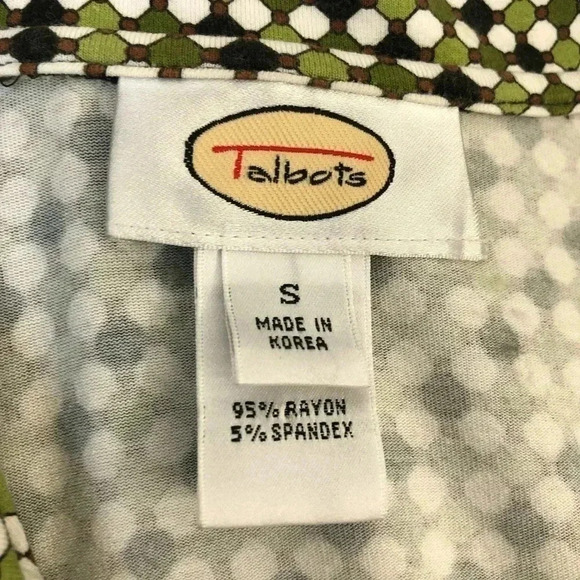 Talbots
S
MADE IN
KOREA
95% RAYON
5% SPANDEX